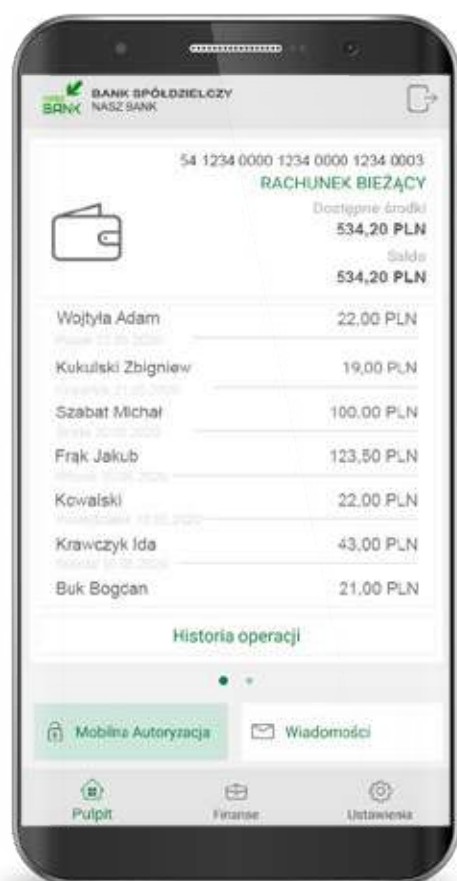 BANK SPÓŁDZIELCZY
BANK NASZ BANK
54 1234 0000 1234 0000 1234 0003
RACHUNEK BIEŻĄCY
Dostępne środki
534,20 PLN
Saldo
534,20 PLN
Wojtyła Adam 22,00 PLN
Kukulski Zbigniew 19,00 PLN
Szabat Michał 100,00 PLN
Frąk Jakub 123,50 PLN
Kowalski 22,00 PLN
Krawczyk Ida 43,00 PLN
Buk Bogdan 21,00 PLN
Historia operacji
Mobilna Autoryzacja Wiadomości
Pulpit Finanse Ustawienia